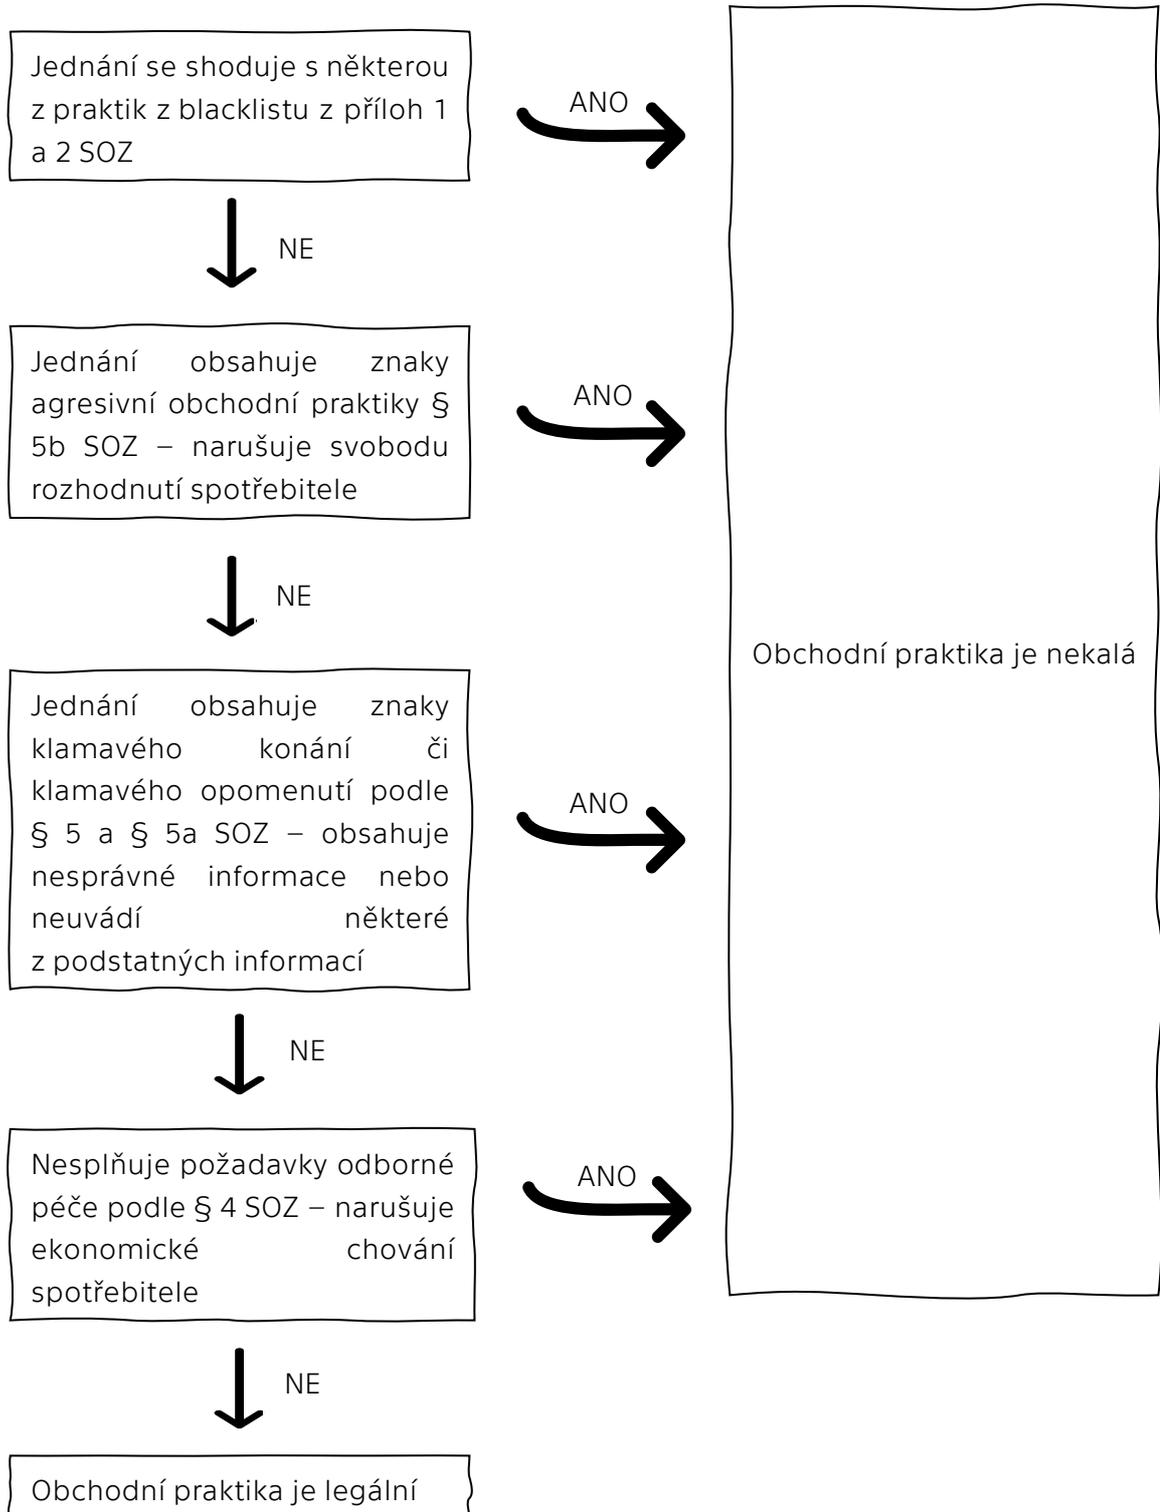 Jednání se shoduje s některou
z praktik z blacklistu z příloh 1
a 2 SOZ
ANO
NE
Jednání obsahuje znaky
agresivní obchodní praktiky §
5b SOZ – narušuje svobodu
rozhodnutí spotřebitele
ANO
NE
Obchodní praktika je nekalá
Jednání obsahuje znaky
klamavého konání či
klamavého opomenutí podle
§ 5 a § 5a SOZ – obsahuje
nesprávné informace nebo
neuvádí některé
z podstatných informací
ANO
NE
Nesplňuje požadavky odborné
péče podle § 4 SOZ – narušuje
ekonomické chování
spotřebitele
ANO
NE
Obchodní praktika je legální